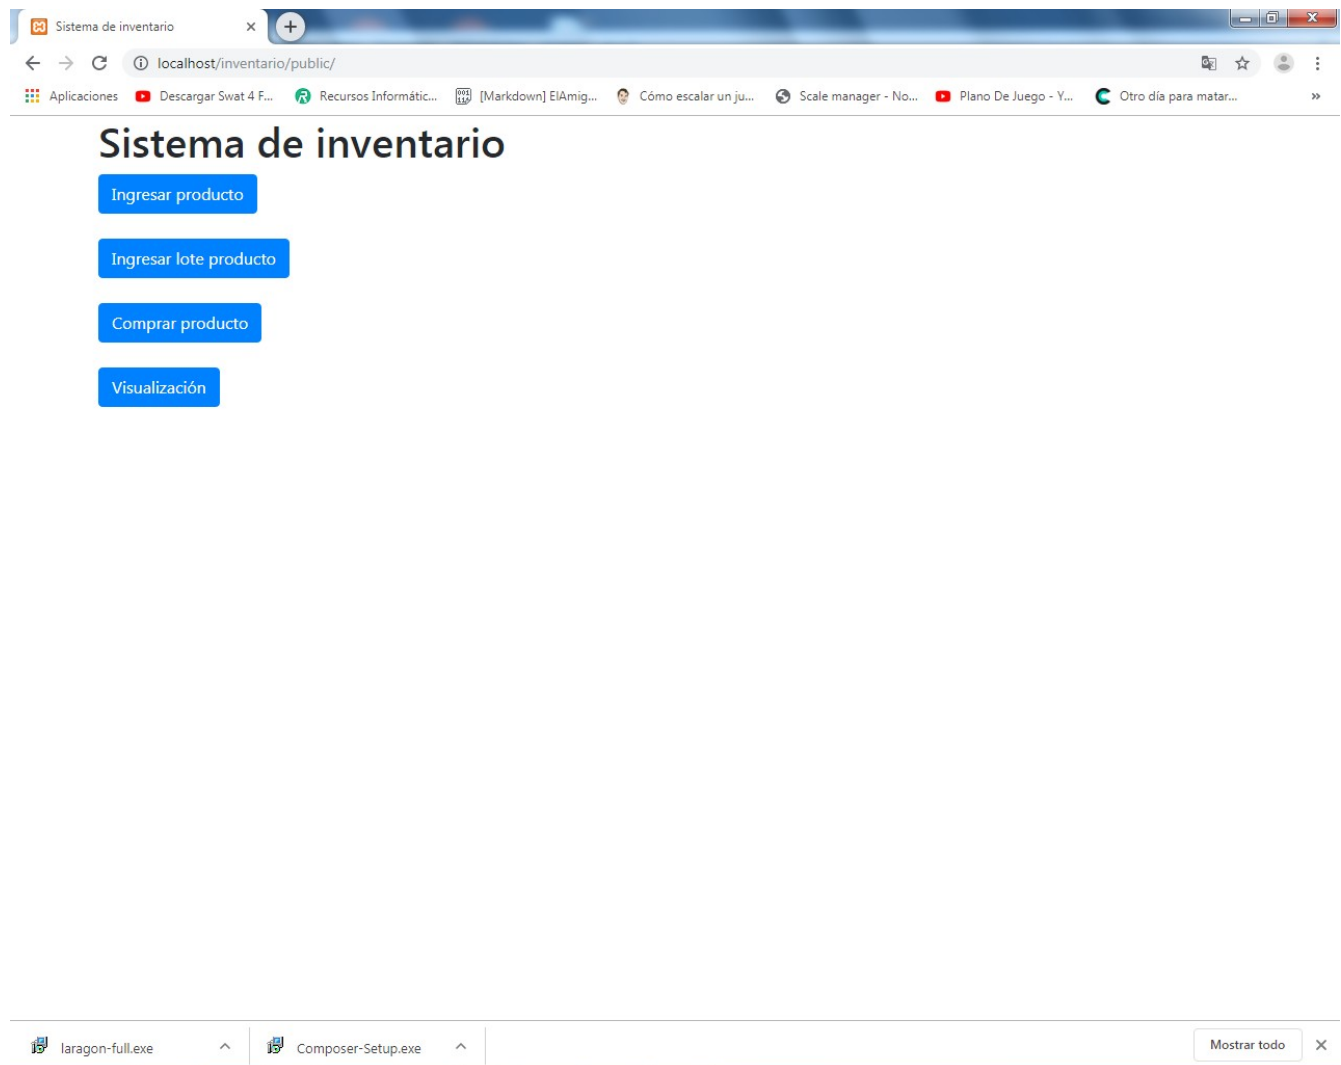 Sistema de inventario
localhost/inventario/public/
Aplicaciones Descargar Swat 4 F... Recursos Informátic... [Markdown] ElAmig... Cómo escalar un ju... Scale manager - No... Plano De Juego - Y... Otro día para matar... »
Sistema de inventario
Ingresar producto
Ingresar lote producto
Comprar producto
Visualización
laragon-full.exe Composer-Setup.exe Mostrar todo